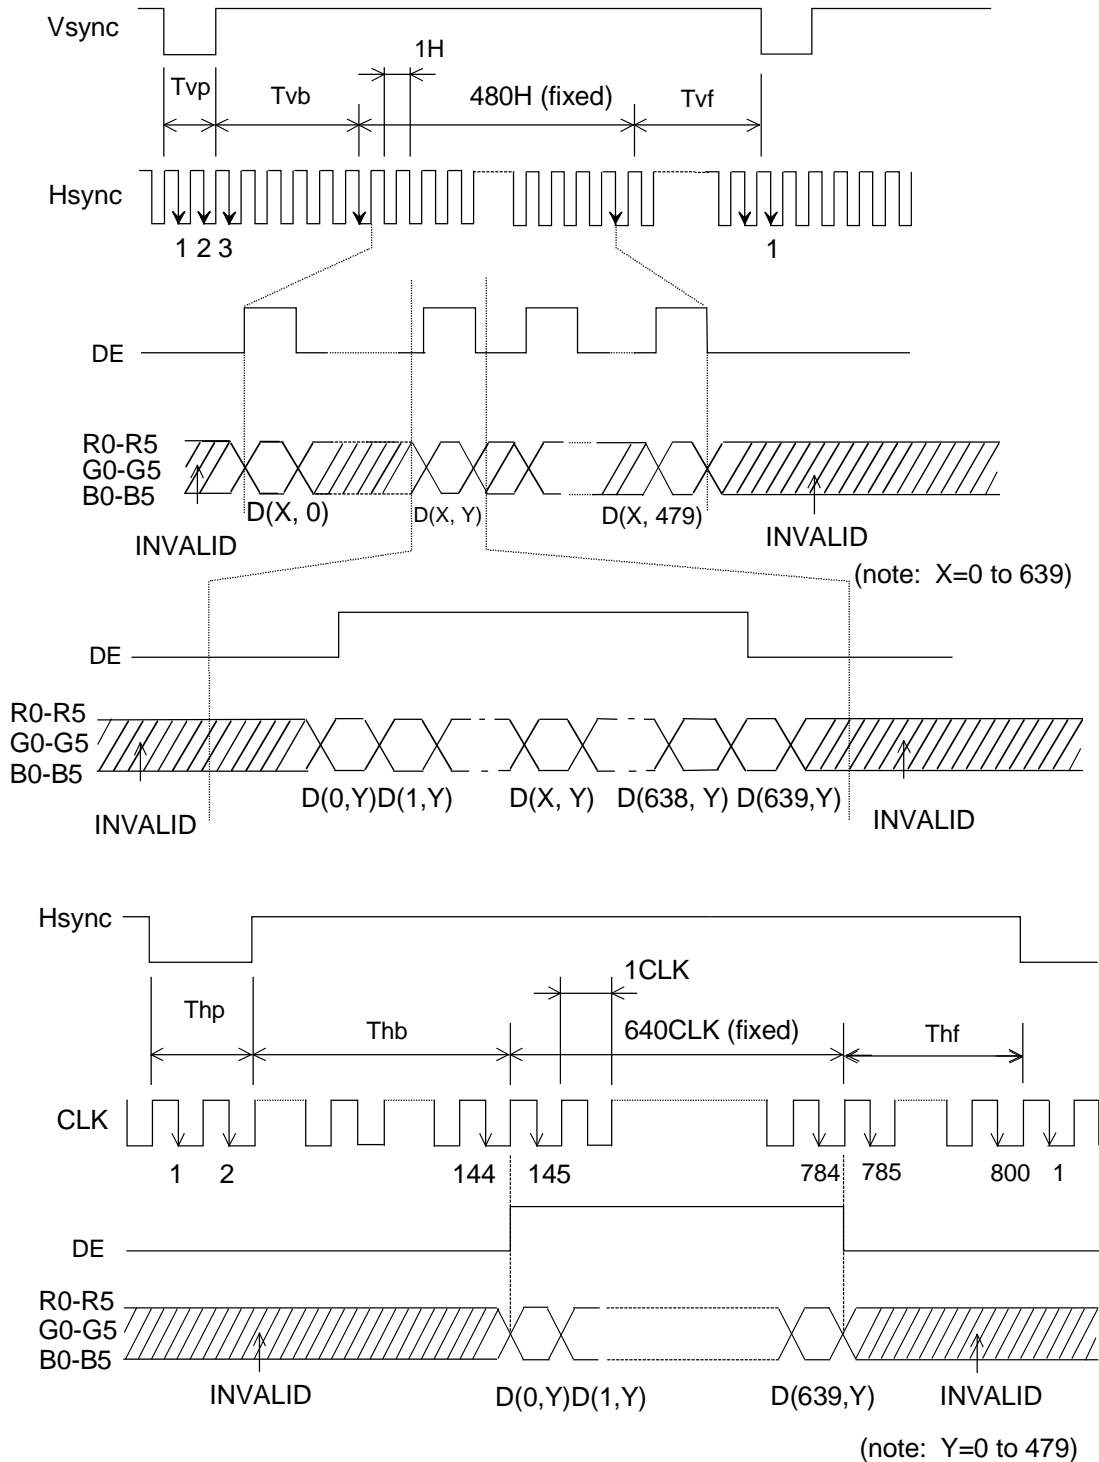 Vsync
1H
Tvp
Tvb
480H (fixed)
Tvf
Hsync
1 2 3
1
DE
R0-R5
G0-G5
B0-B5
D(X, 0)
D(X, Y)
D(X, 479)
INVALID
INVALID
(note: X=0 to 639)
DE
R0-R5
G0-G5
B0-B5
D(0,Y)D(1,Y)
D(X, Y)
D(638, Y)
D(639,Y)
INVALID
INVALID
Hsync
1CLK
Thp
Thb
640CLK (fixed)
Thf
CLK
1
2
144
145
784
785
800
1
DE
R0-R5
G0-G5
B0-B5
INVALID
D(0,Y)D(1,Y)
D(639,Y)
INVALID
(note: Y=0 to 479)